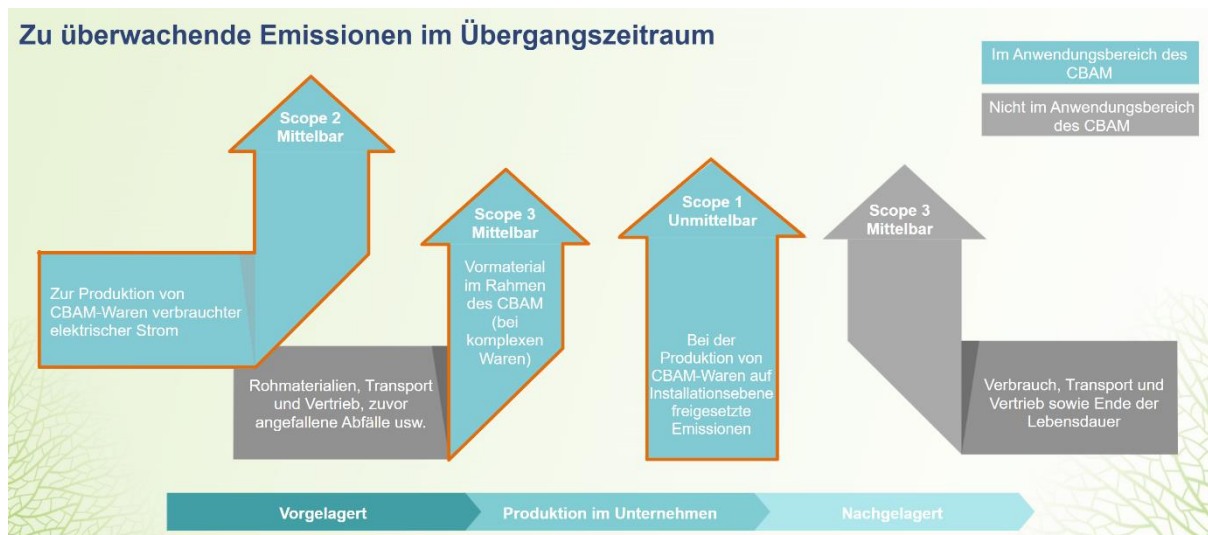 Zu überwachende Emissionen im Übergangszeitraum
Im Anwendungsbereich des
CBAM
Nicht im Anwendungsbereich
des CBAM
Scope 2
Mittelbar
Zur Produktion von
CBAM-Waren verbrauchter
elektrischer Strom
Rohmaterialien, Transport
und Vertrieb, zuvor
angefallene Abfälle usw.
Scope 3
Mittelbar
Vormaterial
im Rahmen
des CBAM
(bei
komplexen
Waren)
Scope 1
Unmittelbar
Bei der
Produktion von
CBAM-Waren auf
Installationsebene
freigesetzte
Emissionen
Scope 3
Mittelbar
Verbrauch, Transport und
Vertrieb sowie Ende der
Lebensdauer
Vorgelagert
Produktion im Unternehmen
Nachgelagert